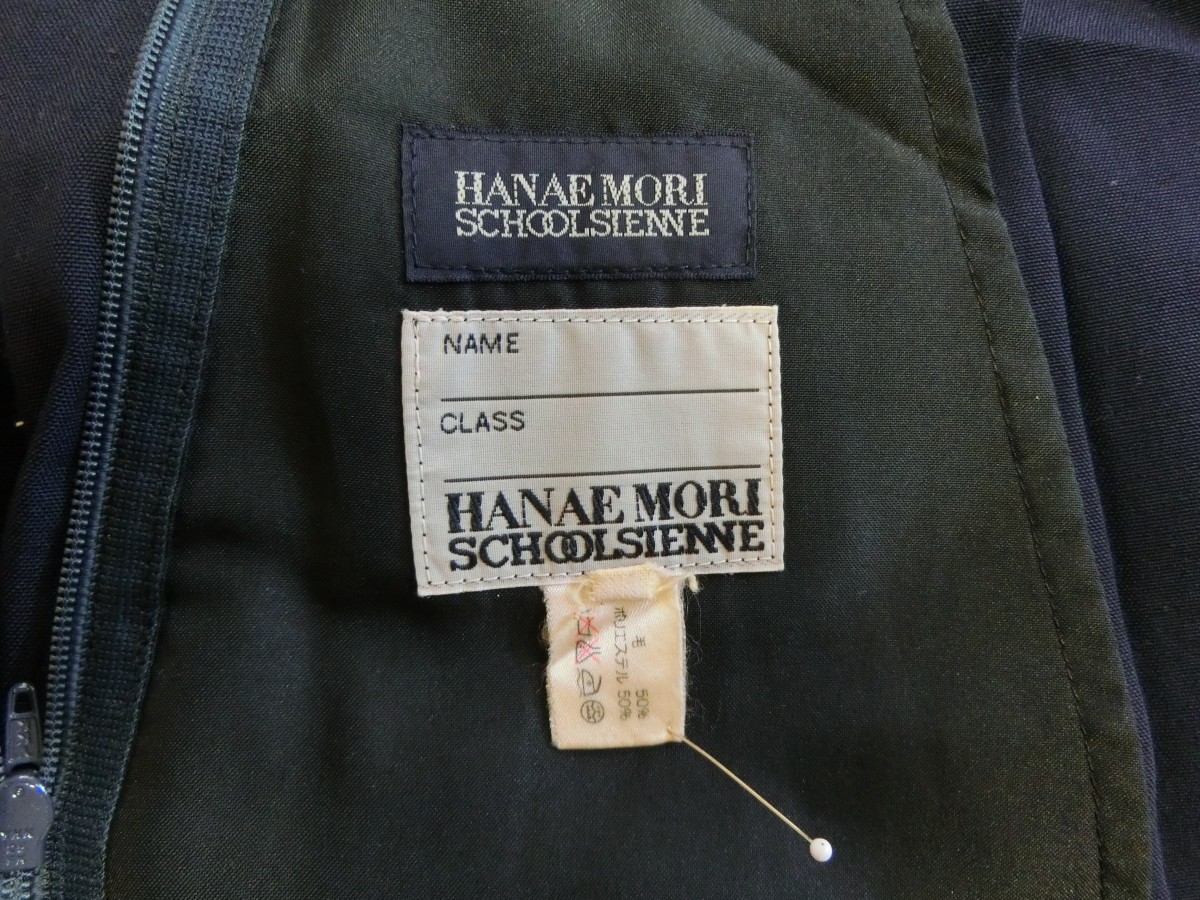 HANAE MORI
SCHOOLSIENNE
NAME
CLASS
HANAE MORI
SCHOOLSIENNE
毛 50%
ポリエステル 50%